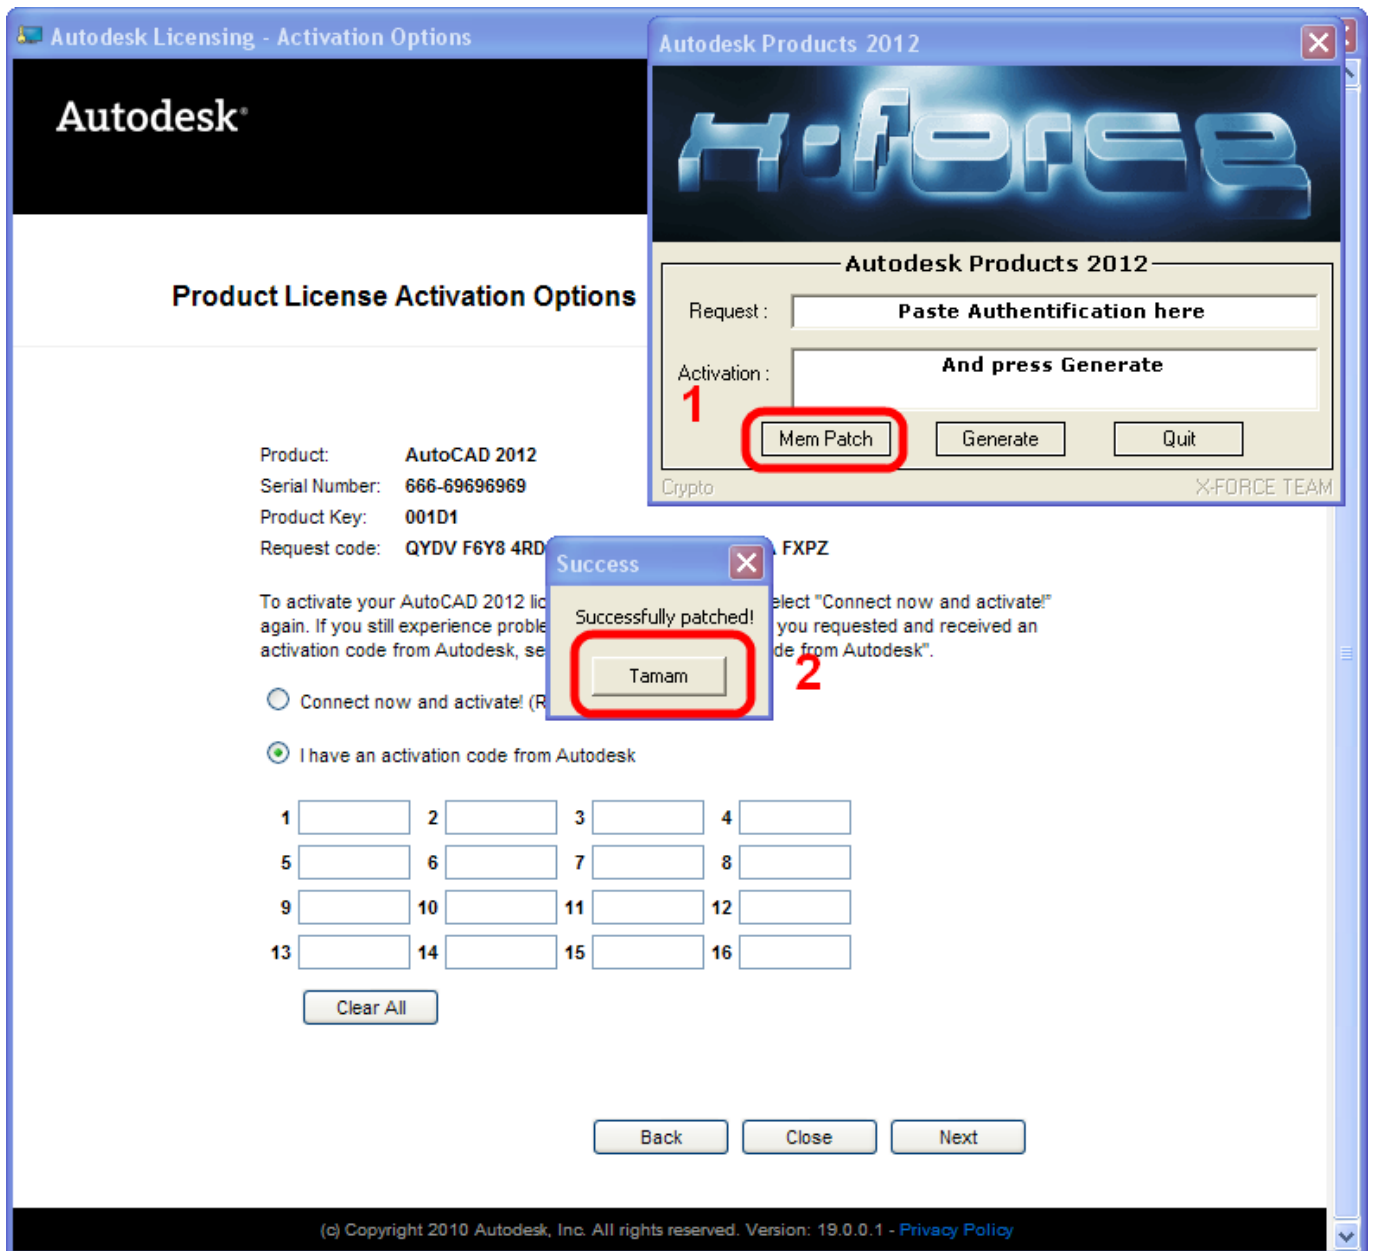 Autodesk Licensing - Activation Options
Autodesk
Product License Activation Options
Autodesk Products 2012
x-force
Autodesk Products 2012
Request :
Paste Authentification here
Activation :
And press Generate
1
Mem Patch
Generate
Quit
Crypto
X-FORCE TEAM
Product: AutoCAD 2012
Serial Number: 666-69696969
Product Key: 001D1
Request code: QYDV F6Y8 4RD FXPZ
To activate your AutoCAD 2012 elect "Connect now and activate!"
again. If you still experience you requested and received an
activation code from Autodesk, from Autodesk".
Success
Successfully patched!
Tamam
2
Connect now and activate!
I have an activation code from Autodesk
1 2 3 4
5 6 7 8
9 10 11 12
13 14 15 16
Clear All
Back Close Next
(c) Copyright 2010 Autodesk, Inc. All rights reserved. Version: 19.0.0.1 - Privacy Policy